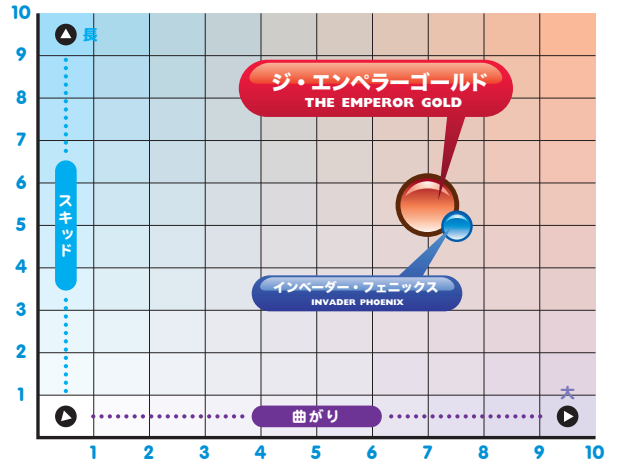 10
長
9
ジ・エンペラーゴールド
THE EMPEROR GOLD
8
7
6
スキッド
5
4
インベーダー・フェニックス
INVADER PHOENIX
3
2
1
大
曲がり
1 2 3 4 5 6 7 8 9 10